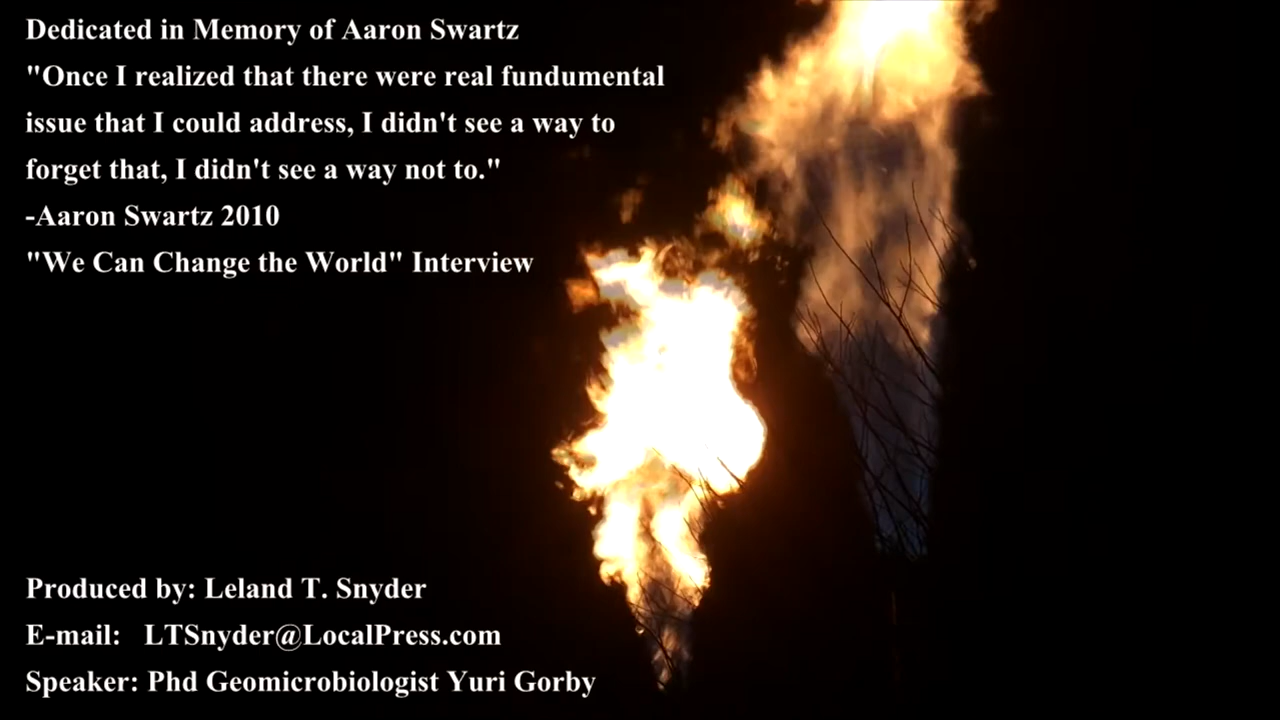 Dedicated in Memory of Aaron Swartz
"Once I realized that there were real fundumental
issue that I could address, I didn't see a way to
forget that, I didn't see a way not to."
-Aaron Swartz 2010
"We Can Change the World" Interview
Produced by: Leland T. Snyder
E-mail: LTSnyder@LocalPress.com
Speaker: Phd Geomicrobiologist Yuri Gorby